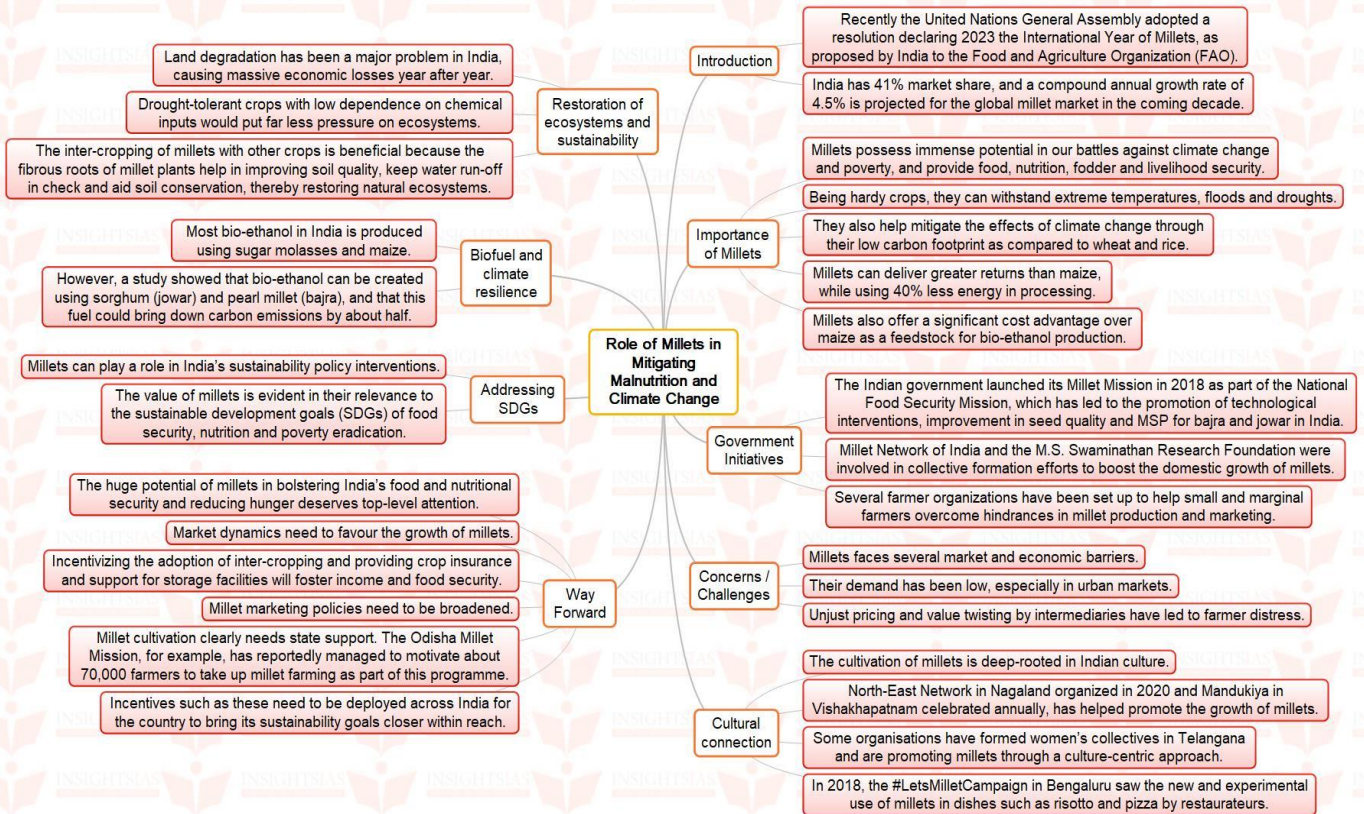 Role of Millets in
Mitigating
Malnutrition and
Climate Change
Introduction
Recently the United Nations General Assembly adopted a
resolution declaring 2023 the International Year of Millets, as
proposed by India to the Food and Agriculture Organization (FAO).
India has 41% market share, and a compound annual growth rate of
4.5% is projected for the global millet market in the coming decade.
Importance
of Millets
Millets possess immense potential in our battles against climate change
and poverty, and provide food, nutrition, fodder and livelihood security.
Being hardy crops, they can withstand extreme temperatures, floods and droughts.
They also help mitigate the effects of climate change through
their low carbon footprint as compared to wheat and rice.
Millets can deliver greater returns than maize,
while using 40% less energy in processing.
Millets also offer a significant cost advantage over
maize as a feedstock for bio-ethanol production.
Government
Initiatives
The Indian government launched its Millet Mission in 2018 as part of the National
Food Security Mission, which has led to the promotion of technological
interventions, improvement in seed quality and MSP for bajra and jowar in India.
Millet Network of India and the M.S. Swaminathan Research Foundation were
involved in collective formation efforts to boost the domestic growth of millets.
Several farmer organizations have been set up to help small and marginal
farmers overcome hindrances in millet production and marketing.
Concerns /
Challenges
Millets faces several market and economic barriers.
Their demand has been low, especially in urban markets.
Unjust pricing and value twisting by intermediaries have led to farmer distress.
Cultural
connection
The cultivation of millets is deep-rooted in Indian culture.
North-East Network in Nagaland organized in 2020 and Mandukiya in
Vishakhapatnam celebrated annually, has helped promote the growth of millets.
Some organisations have formed women's collectives in Telangana
and are promoting millets through a culture-centric approach.
In 2018, the #LetsMilletCampaign in Bengaluru saw the new and experimental
use of millets in dishes such as risotto and pizza by restaurateurs.
Restoration of
ecosystems and
sustainability
Land degradation has been a major problem in India,
causing massive economic losses year after year.
Drought-tolerant crops with low dependence on chemical
inputs would put far less pressure on ecosystems.
The inter-cropping of millets with other crops is beneficial because the
fibrous roots of millet plants help in improving soil quality, keep water run-off
in check and aid soil conservation, thereby restoring natural ecosystems.
Biofuel and
climate
resilience
Most bio-ethanol in India is produced
using sugar molasses and maize.
However, a study showed that bio-ethanol can be created
using sorghum (jowar) and pearl millet (bajra), and that this
fuel could bring down carbon emissions by about half.
Addressing
SDGs
Millets can play a role in India's sustainability policy interventions.
The value of millets is evident in their relevance to
the sustainable development goals (SDGs) of food
security, nutrition and poverty eradication.
Way
Forward
The huge potential of millets in bolstering India's food and nutritional
security and reducing hunger deserves top-level attention.
Market dynamics need to favour the growth of millets.
Incentivizing the adoption of inter-cropping and providing crop insurance
and support for storage facilities will foster income and food security.
Millet marketing policies need to be broadened.
Millet cultivation clearly needs state support. The Odisha Millet
Mission, for example, has reportedly managed to motivate about
70,000 farmers to take up millet farming as part of this programme.
Incentives such as these need to be deployed across India for
the country to bring its sustainability goals closer within reach.
INSIGHTSIAS